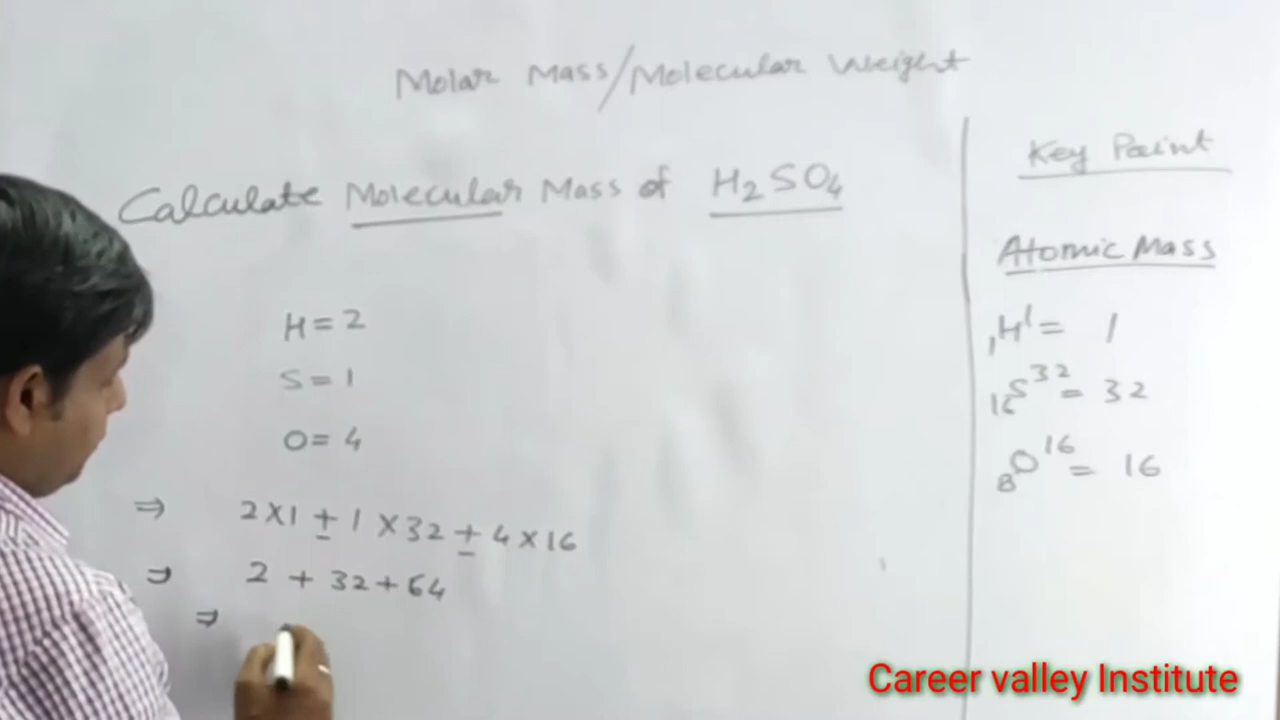 Molar Mass/Molecular Weight
Calculate Molecular Mass of H₂SO₄
H = 2
S = 1
O = 4
⇒ 2×1 + 1×32 + 4×16
⇒ 2 + 32 + 64
⇒
Key Point
Atomic Mass
₁H¹ = 1
₁₆S³² = 32
₈O¹⁶ = 16
Career valley Institute